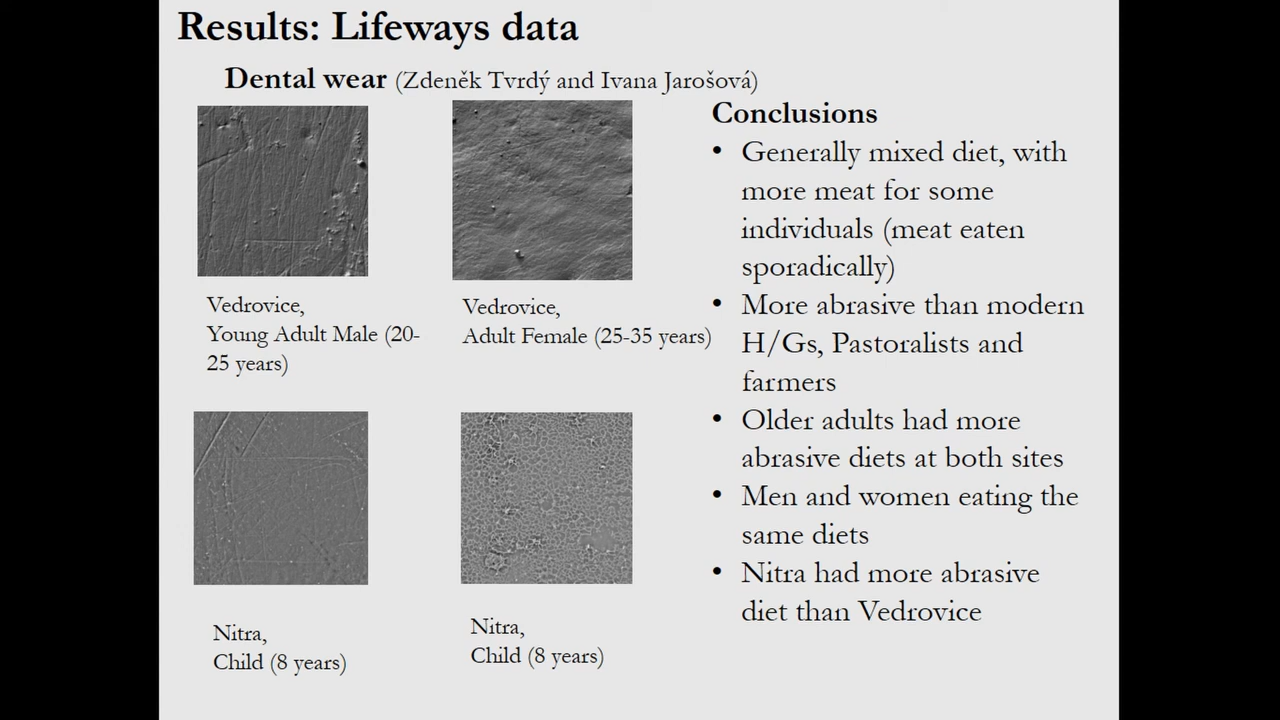 Results: Lifeways data
Dental wear (Zdeněk Tvrdý and Ivana Jarošová)
Vedrovice,
Young Adult Male (20-
25 years)
Vedrovice,
Adult Female (25-35 years)
Nitra,
Child (8 years)
Nitra,
Child (8 years)
Conclusions
• Generally mixed diet, with
more meat for some
individuals (meat eaten
sporadically)
• More abrasive than modern
H/Gs, Pastoralists and
farmers
• Older adults had more
abrasive diets at both sites
• Men and women eating the
same diets
• Nitra had more abrasive
diet than Vedrovice